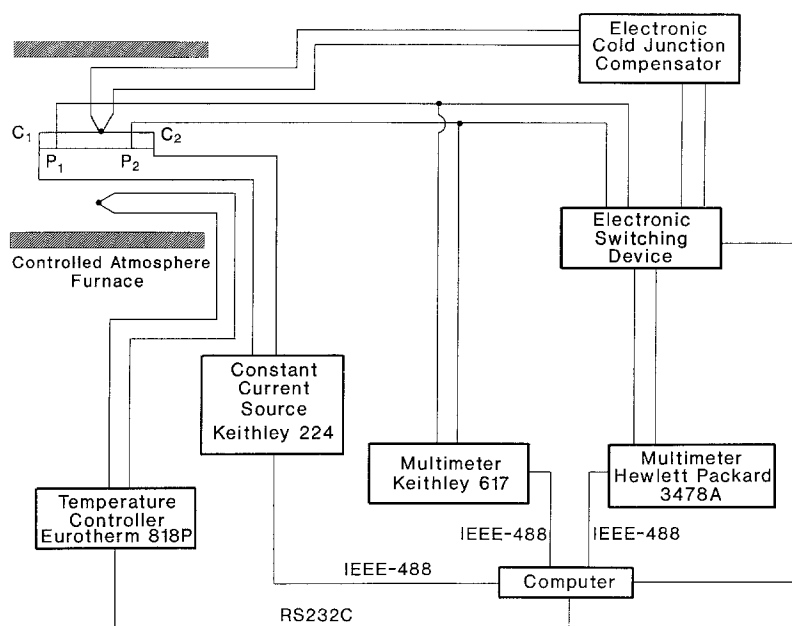 Electronic
Cold Junction
Compensator
C1
C2
P1
P2
Controlled Atmosphere
Furnace
Electronic
Switching
Device
Constant
Current
Source
Keithley 224
Multimeter
Keithley 617
Multimeter
Hewlett Packard
3478A
Temperature
Controller
Eurotherm 818P
IEEE-488
IEEE-488
IEEE-488
Computer
RS232C